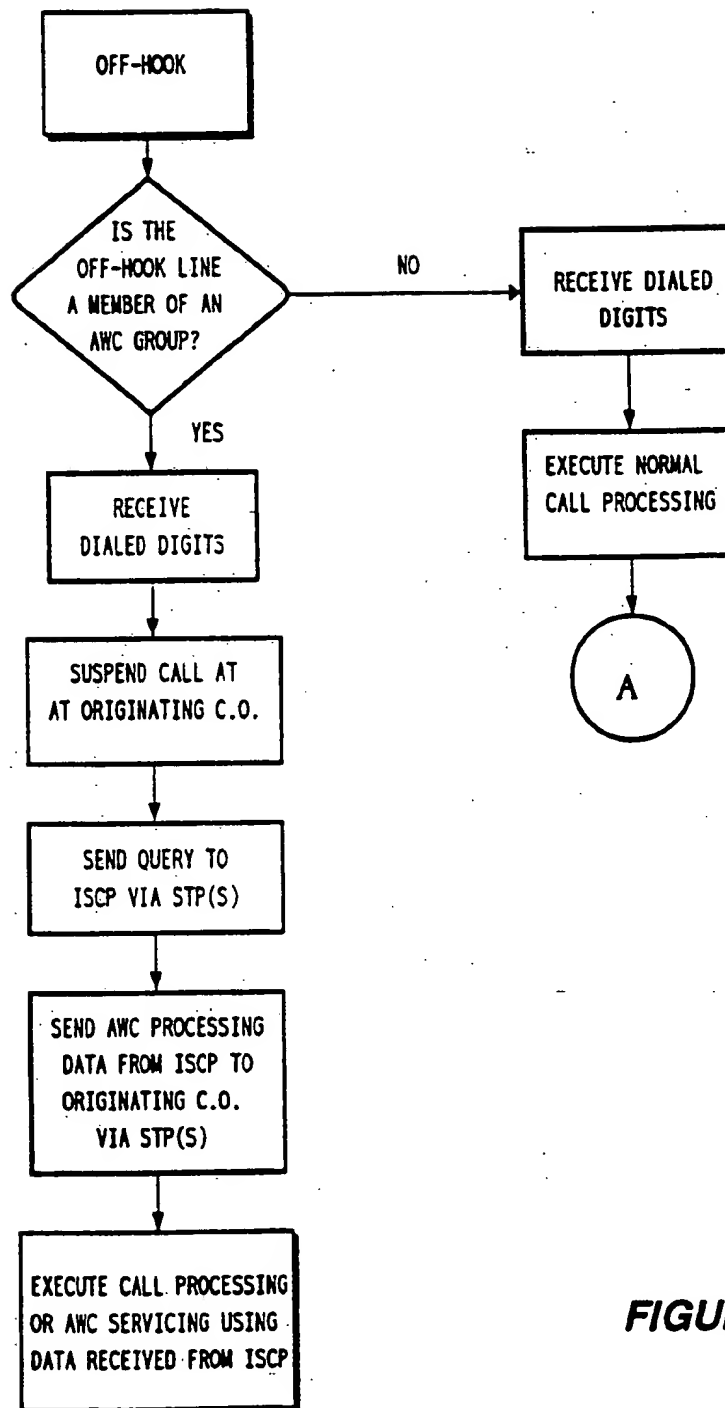 OFF-HOOK
IS THE
OFF-HOOK LINE
A MEMBER OF AN
AWC GROUP?
NO
RECEIVE DIALED
DIGITS
EXECUTE NORMAL
CALL PROCESSING
A
YES
RECEIVE
DIALED DIGITS
SUSPEND CALL AT
AT ORIGINATING C.O.
SEND QUERY TO
ISCP VIA STP(S)
SEND AWC PROCESSING
DATA FROM ISCP TO
ORIGINATING C.O.
VIA STP(S)
EXECUTE CALL PROCESSING
OR AWC SERVICING USING
DATA RECEIVED FROM ISCP
FIGU